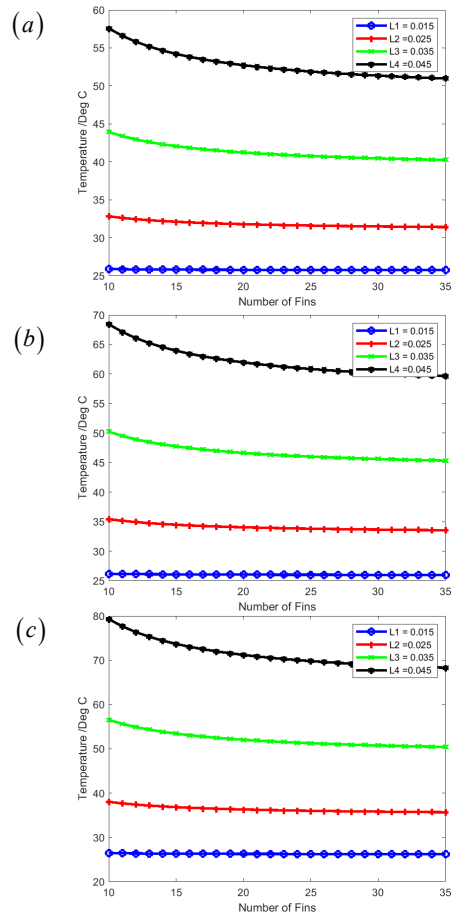 (a)
60
55
50
45
40
35
30
25
Temperature /Deg C
10 15 20 25 30 35
Number of Fins
L1 = 0.015
L2 =0.025
L3 = 0.035
L4 =0.045
(b)
70
65
60
55
50
45
40
35
30
25
Temperature /Deg C
10 15 20 25 30 35
Number of Fins
L1 = 0.015
L2 =0.025
L3 = 0.035
L4 =0.045
(c)
80
70
60
50
40
30
20
Temperature /Deg C
10 15 20 25 30 35
Number of Fins
L1 = 0.015
L2 =0.025
L3 = 0.035
L4 =0.045